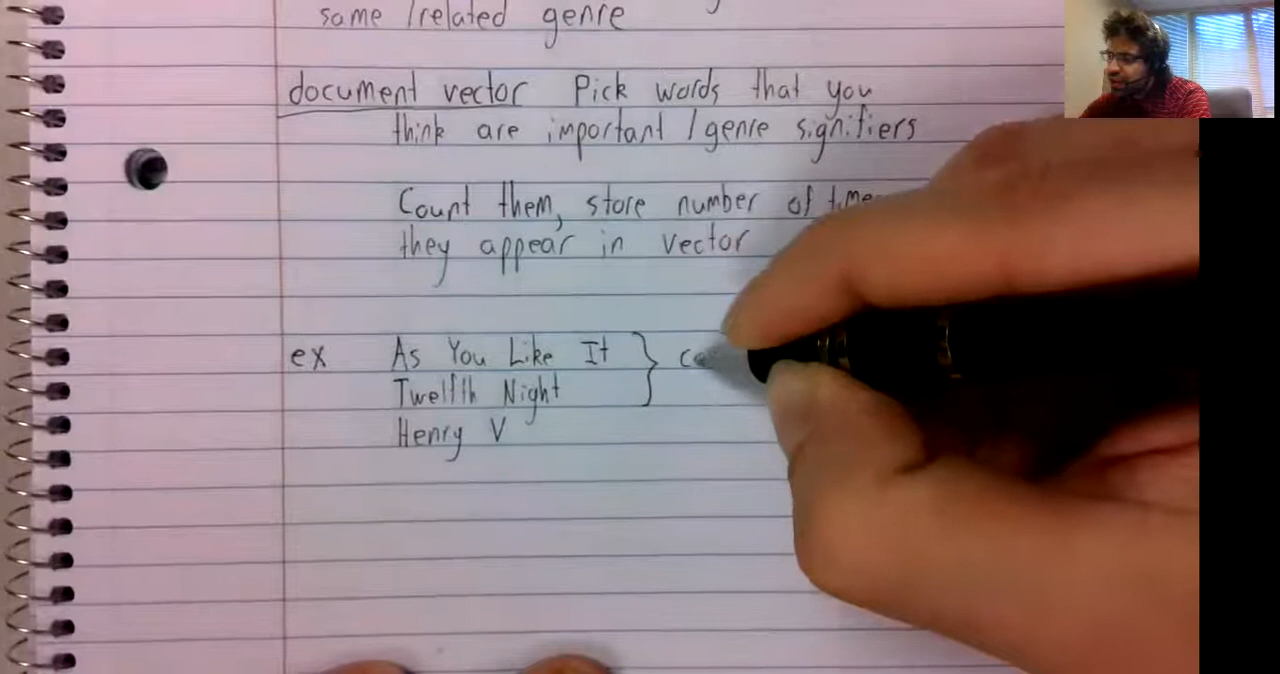 same / related genre
document vector Pick words that you
think are important / genre signifiers
Count them, store number of
they appear in vector
ex As You Like It }
Twelfth Night
Henry V